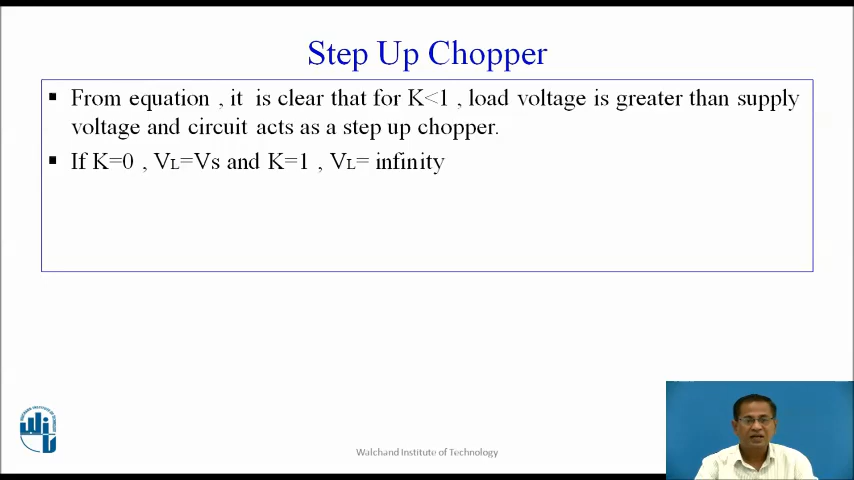 Step Up Chopper
▪ From equation , it is clear that for K<1 , load voltage is greater than supply
voltage and circuit acts as a step up chopper.
▪ If K=0 , VL=Vs and K=1 , VL= infinity
Walchand Institute of Technology